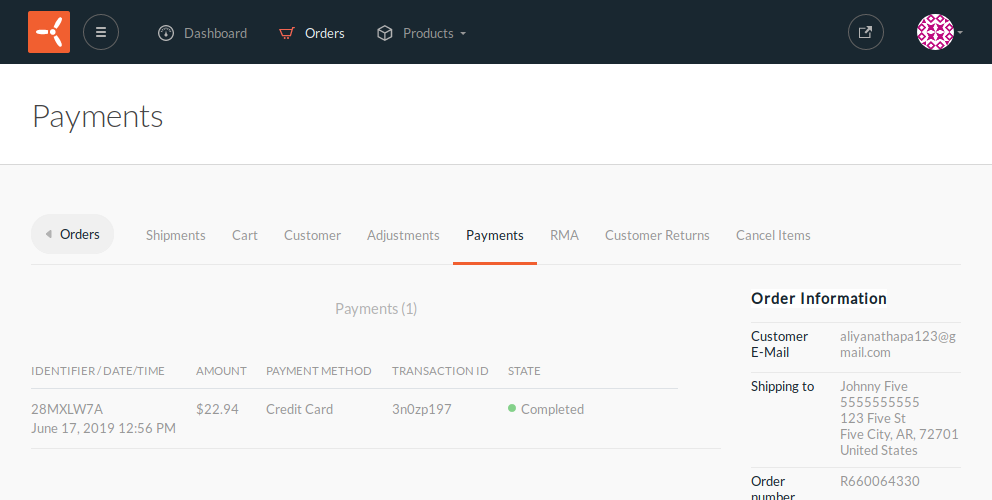 Dashboard
Orders
Products
Payments
Orders
Shipments
Cart
Customer
Adjustments
Payments
RMA
Customer Returns
Cancel Items
Payments (1)
IDENTIFIER / DATE/TIME
AMOUNT
PAYMENT METHOD
TRANSACTION ID
STATE
28MXLW7A
June 17, 2019 12:56 PM
$22.94
Credit Card
3n0zp197
Completed
Order Information
Customer
E-Mail
aliyanathapa123@g
mail.com
Shipping to
Johnny Five
5555555555
123 Five St
Five City, AR, 72701
United States
Order
number
R660064330